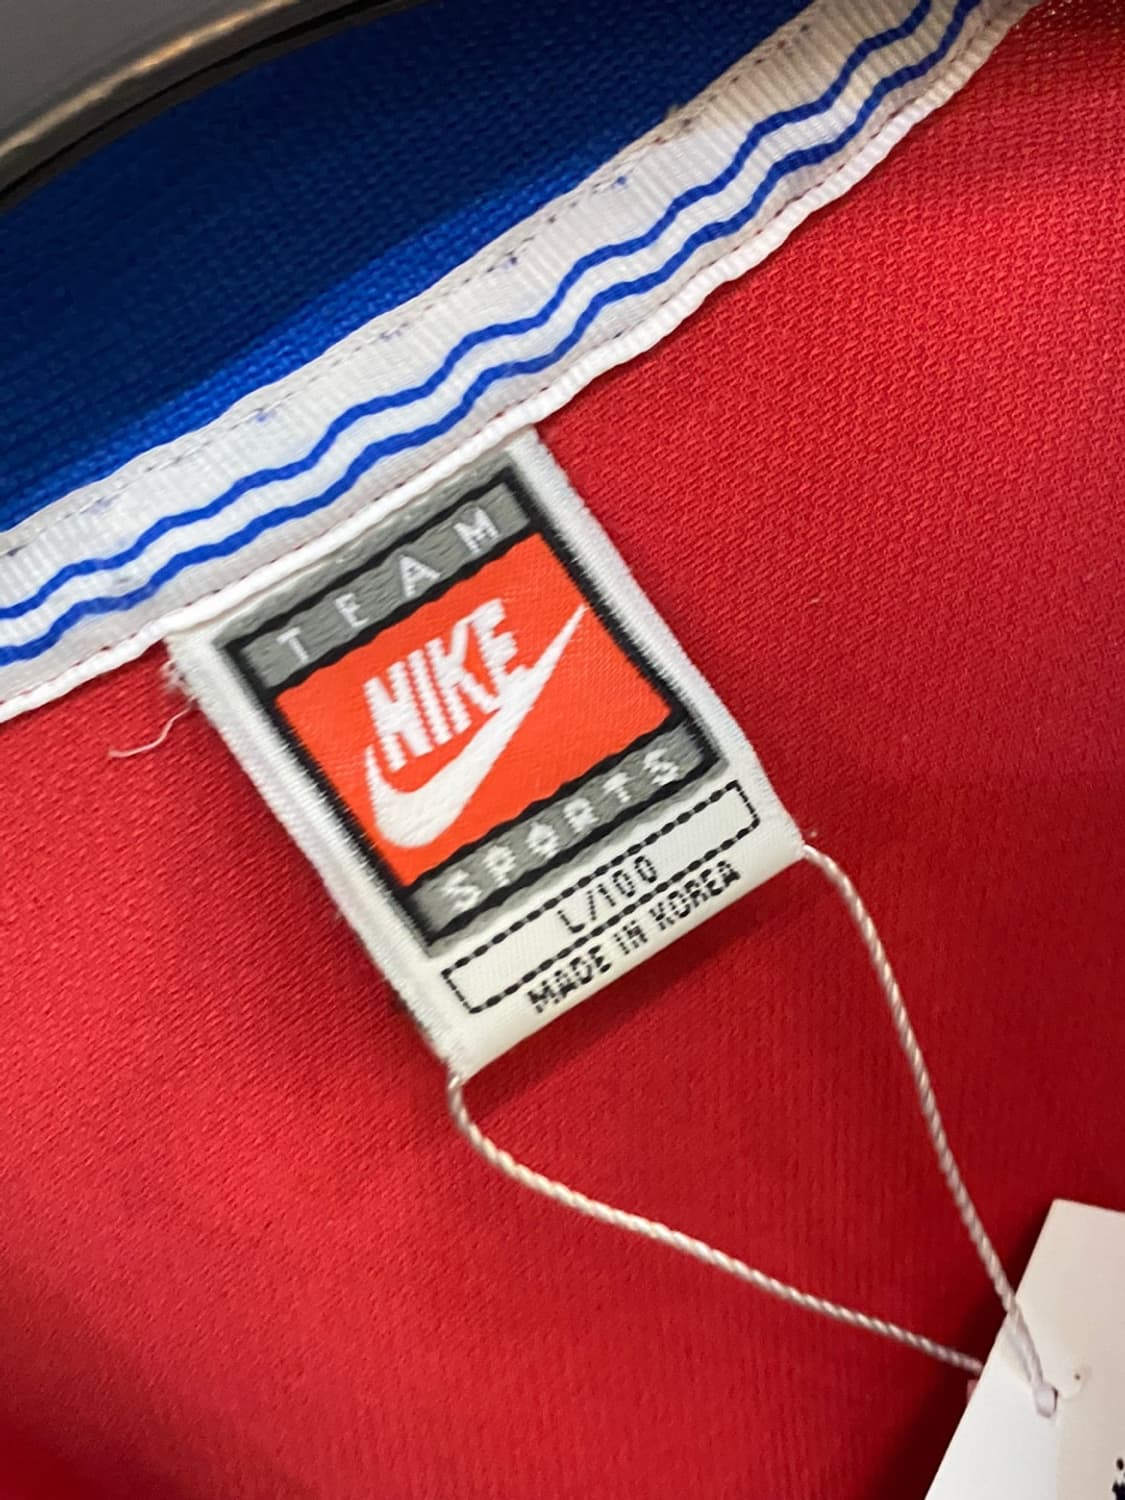 TEAM
NIKE
SPORTS
L/100
MADE IN KOREA